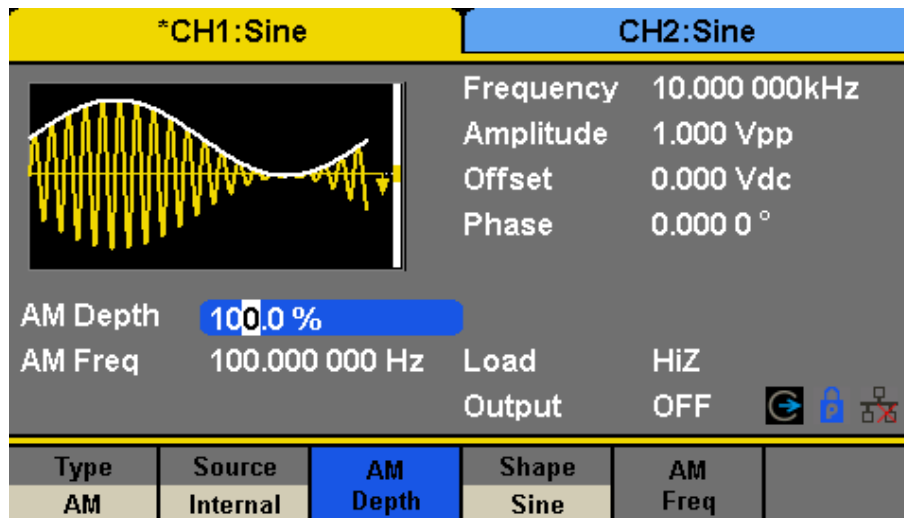 *CH1:Sine
CH2:Sine
Frequency 10.000 000kHz
Amplitude 1.000 Vpp
Offset 0.000 Vdc
Phase 0.000 0 °
AM Depth 100.0 %
AM Freq 100.000 000 Hz
Load HiZ
Output OFF
P
Type Source AM Depth Shape AM Freq
AM Internal Sine